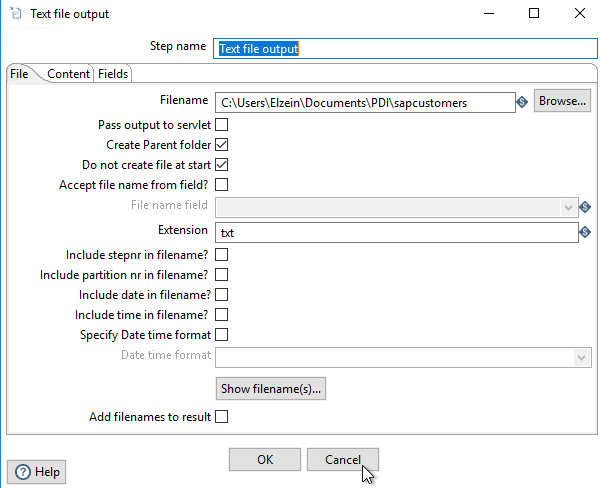 Text file output
Step name Text file output
File Content Fields
Filename C:\Users\Elzein\Documents\PDI\sapcustomers S Browse...
Pass output to servlet
Create Parent folder
Do not create file at start
Accept file name from field?
File name field S
Extension txt S
Include stepnr in filename?
Include partition nr in filename?
Include date in filename?
Include time in filename?
Specify Date time format
Date time format
Show filename(s)...
Add filenames to result
OK Cancel
? Help